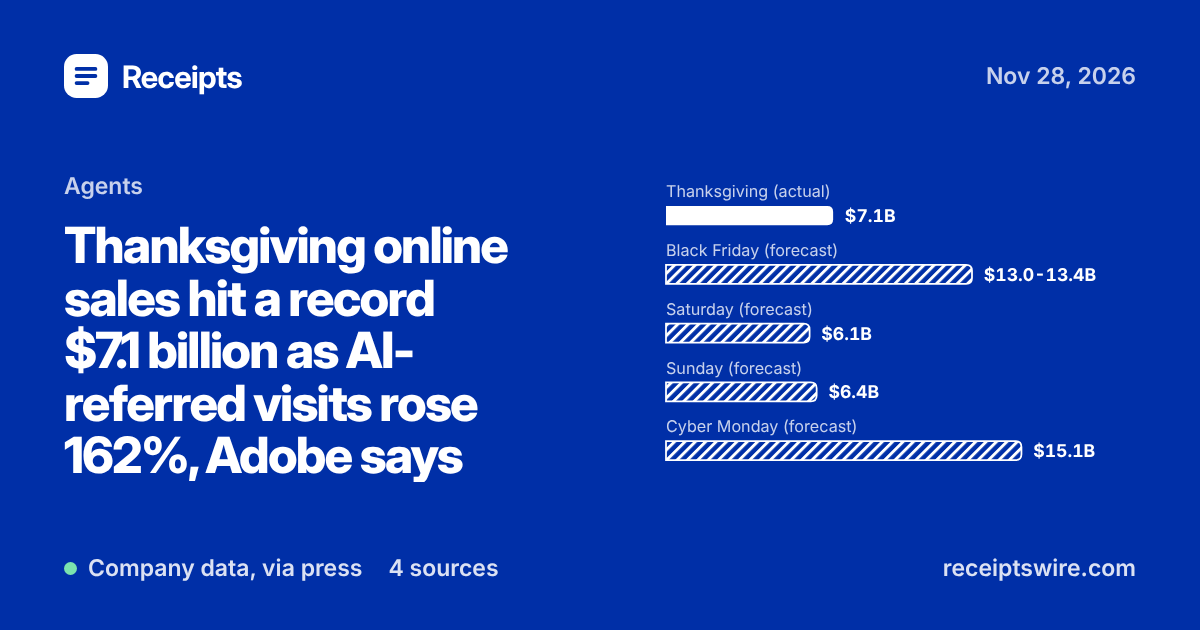 Receipts
Nov 28, 2026
Agents
Thanksgiving online
sales hit a record
$7.1 billion as AI-
referred visits rose
162%, Adobe says
Thanksgiving (actual)
$7.1B
Black Friday (forecast)
$13.0-13.4B
Saturday (forecast)
$6.1B
Sunday (forecast)
$6.4B
Cyber Monday (forecast)
$15.1B
Company data, via press
4 sources
receiptswire.com